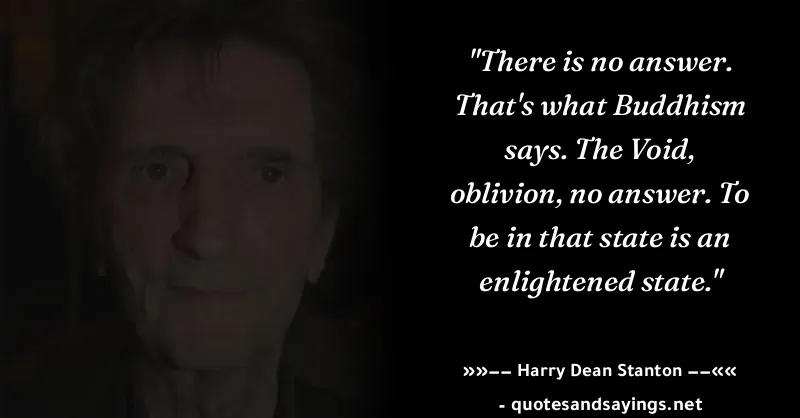 "There is no answer.
That's what Buddhism
says. The Void,
oblivion, no answer. To
be in that state is an
enlightened state."
»»−− Harry Dean Stanton −−««
- quotesandsayings.net